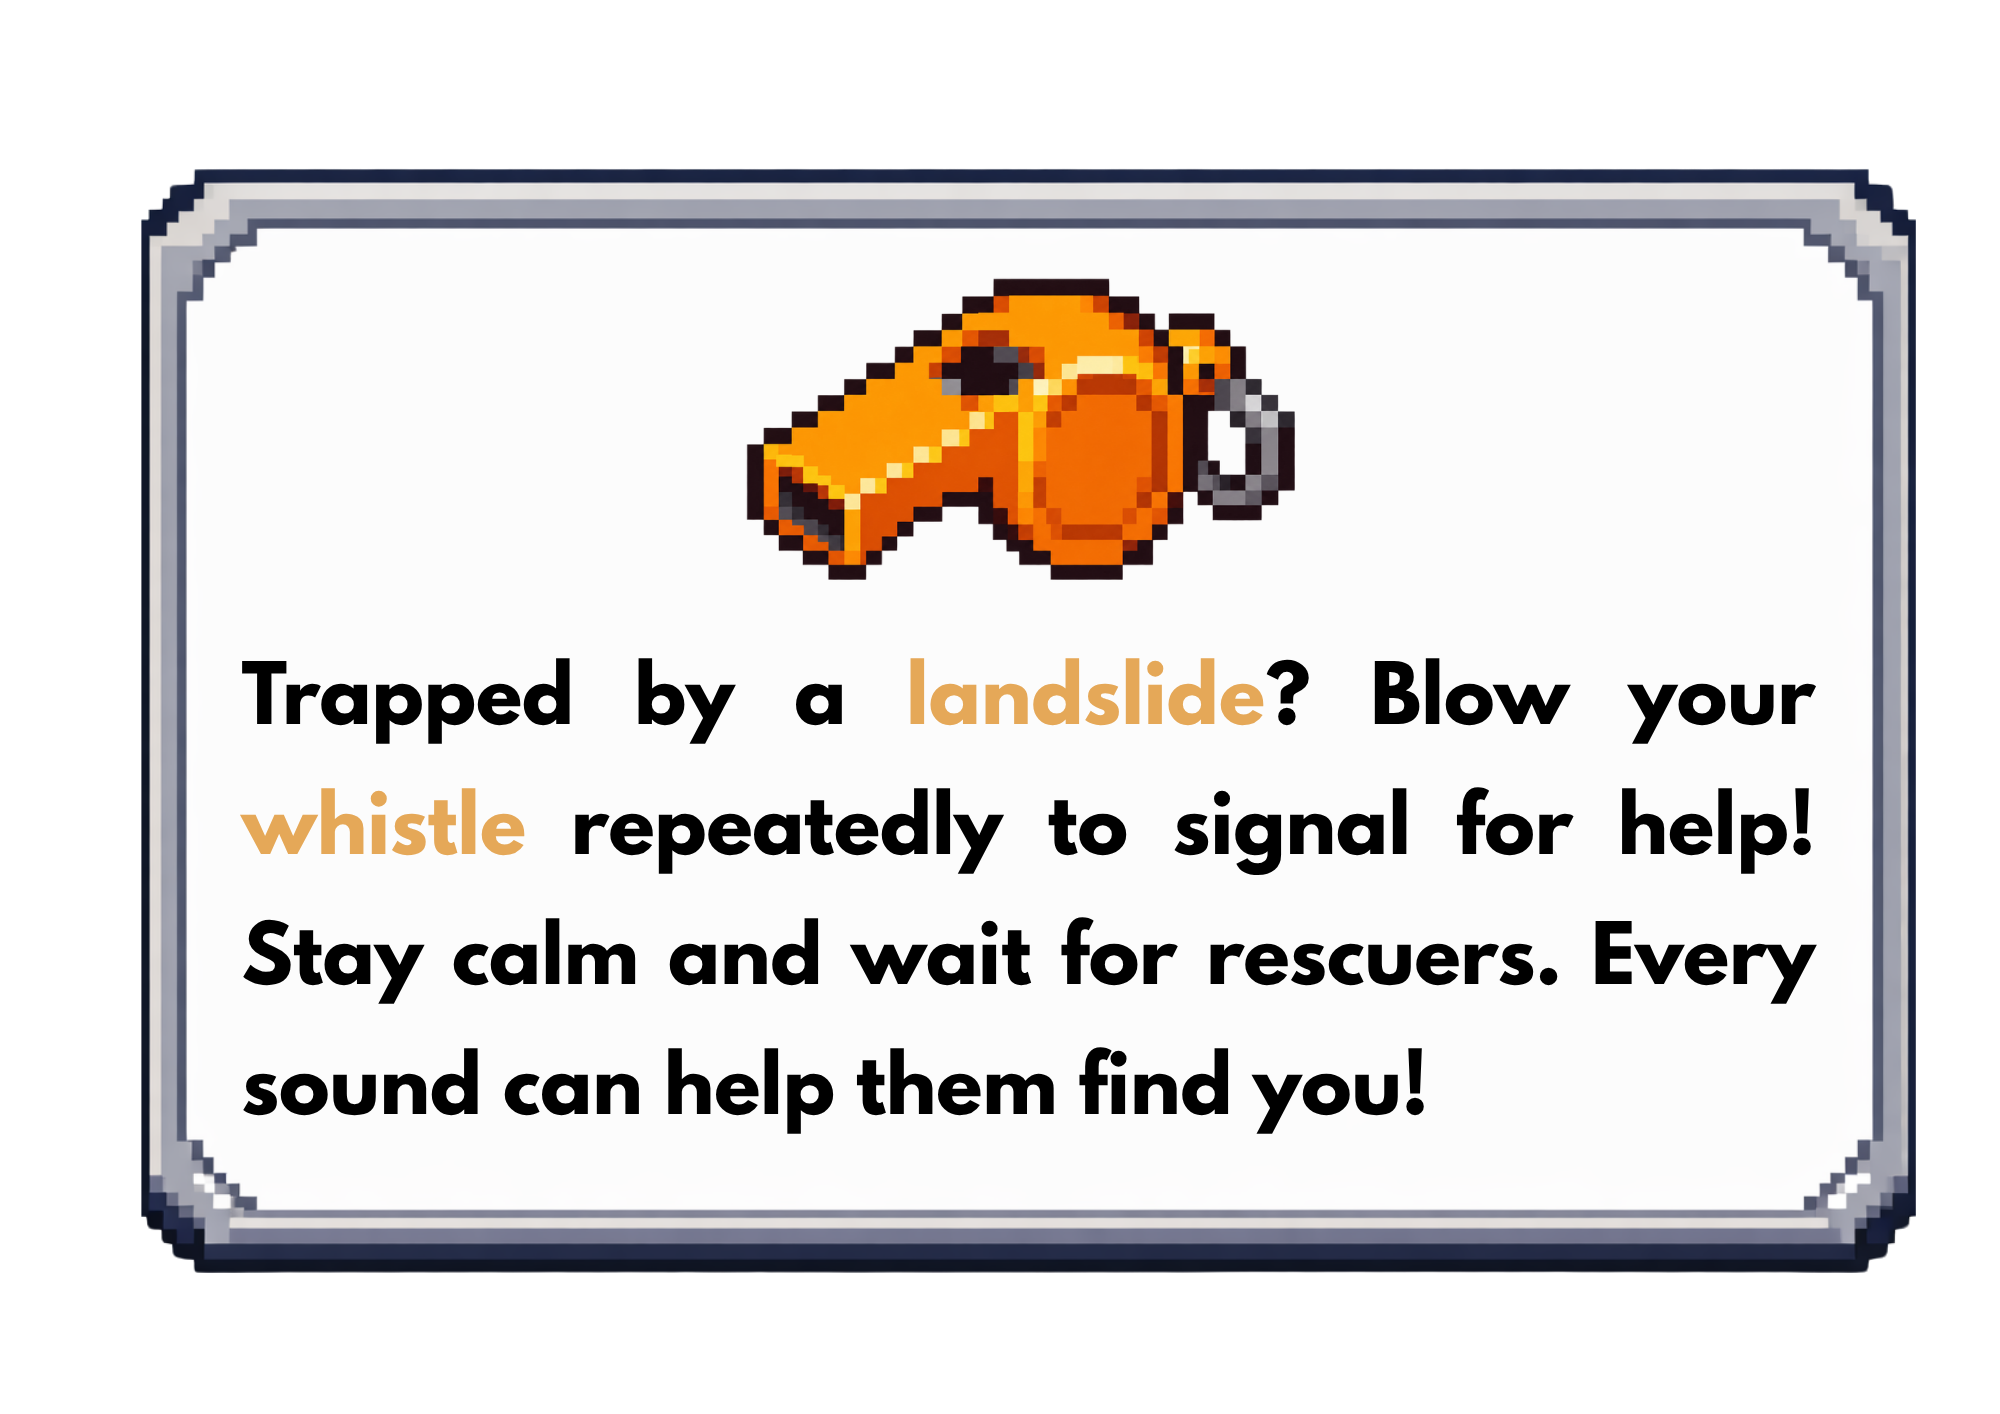 Trapped by a landslide? Blow your
whistle repeatedly to signal for help!
Stay calm and wait for rescuers. Every
sound can help them find you!